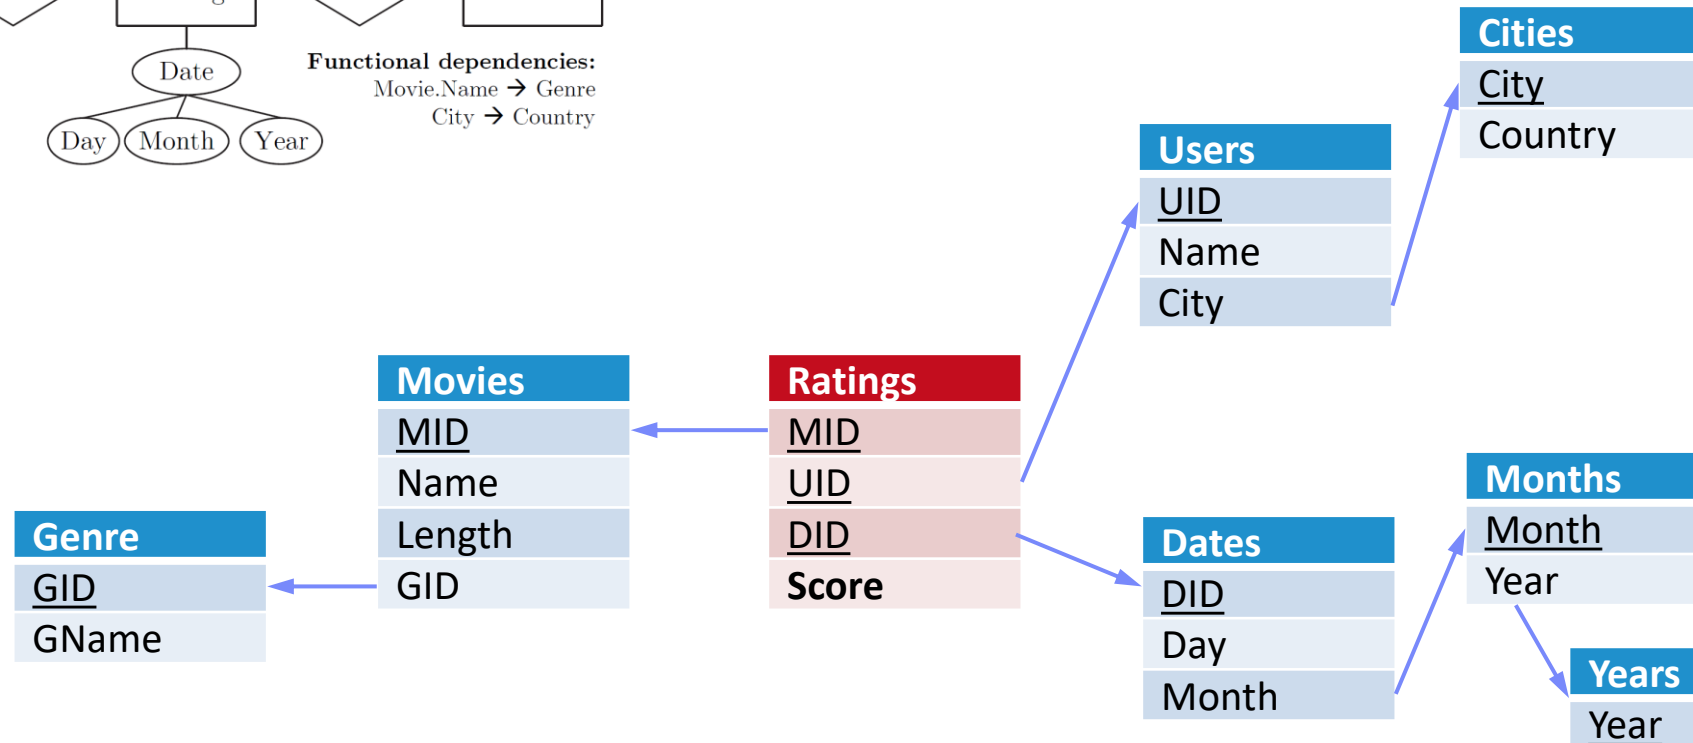 Date
Day
Month
Year
Functional dependencies:
Movie.Name → Genre
City → Country
Cities
City
Country
Users
UID
Name
City
Movies
MID
Name
Length
GID
Ratings
MID
UID
DID
Score
Genre
GID
GName
Dates
DID
Day
Month
Months
Month
Year
Years
Year